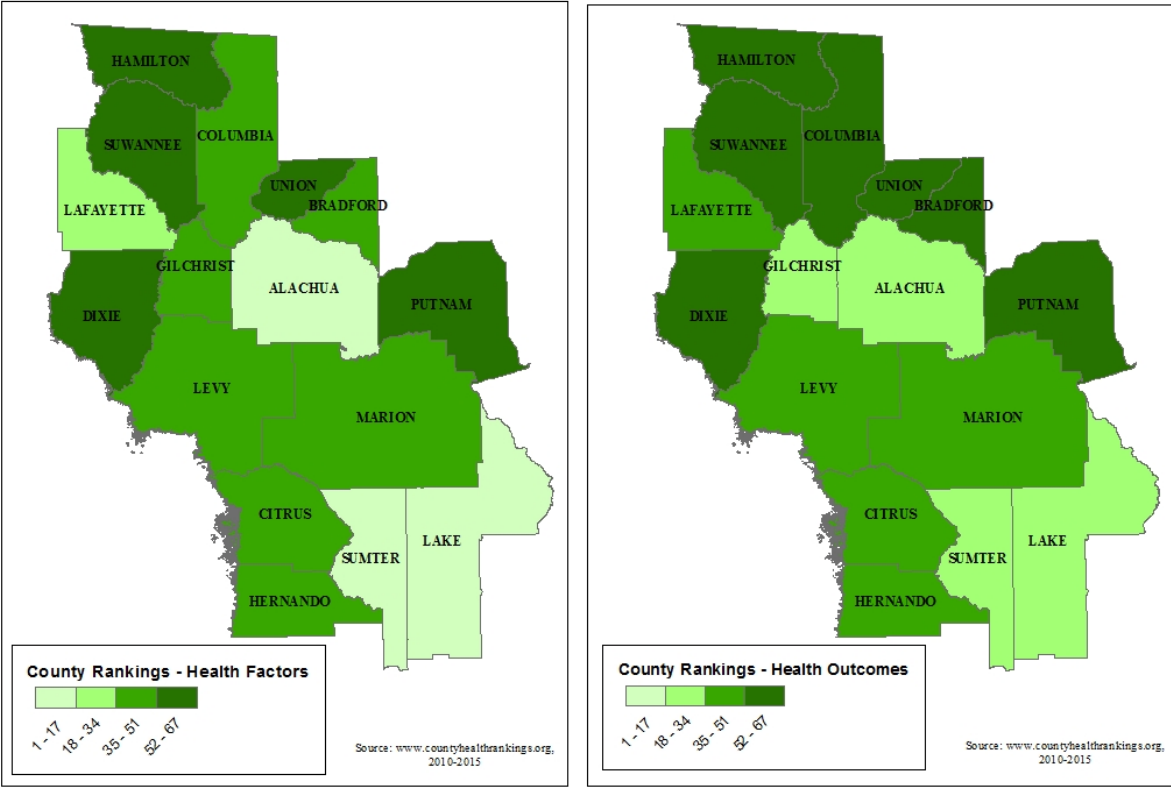 HAMILTON
COLUMBIA
SUWANNEE
UNION
BRADFORD
LAFAYETTE
GILCHRIST
ALACHUA
DIXIE
PUTNAM
LEVY
MARION
CITRUS
LAKE
SUMTER
HERNANDO
County Rankings - Health Factors
1 - 17
18 - 34
35 - 51
52 - 67
Source: www.countyhealthrankings.org,
2010-2015
HAMILTON
COLUMBIA
SUWANNEE
UNION
BRADFORD
LAFAYETTE
GILCHRIST
ALACHUA
DIXIE
PUTNAM
LEVY
MARION
CITRUS
LAKE
SUMTER
HERNANDO
County Rankings - Health Outcomes
1 - 17
18 - 34
35 - 51
52 - 67
Source: www.countyhealthrankings.org,
2010-2015